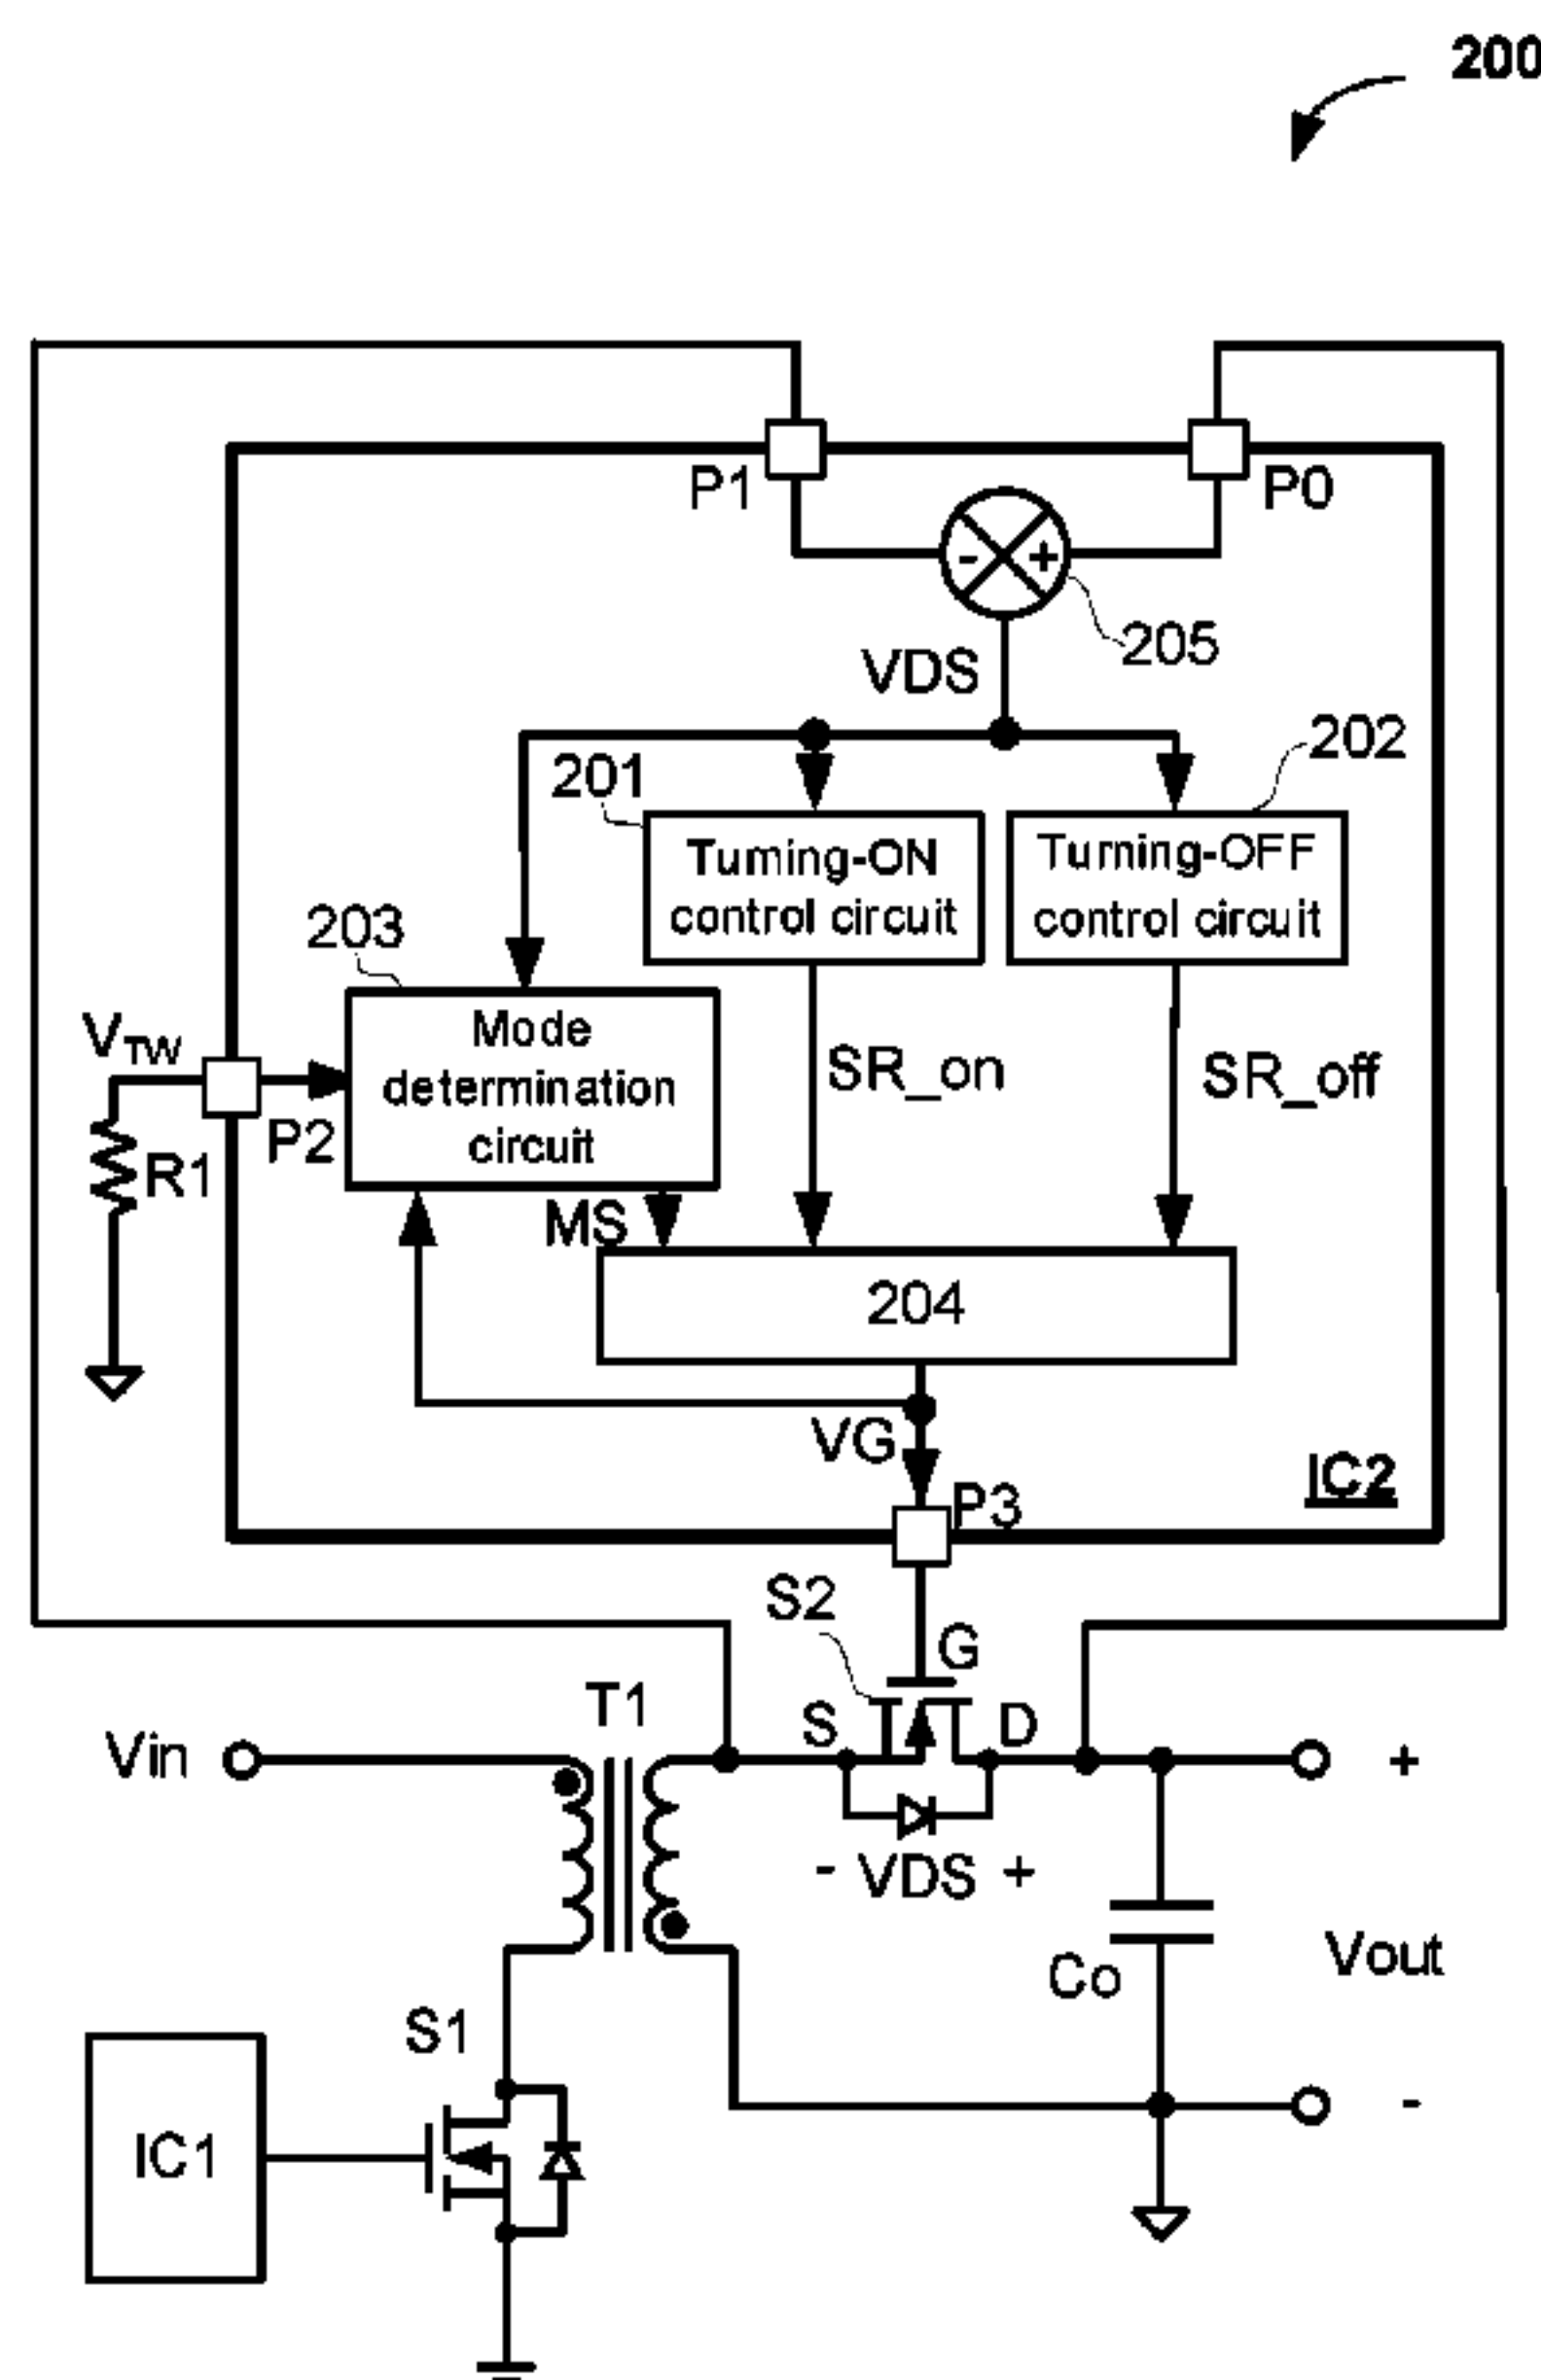 200
P1
P0
- +
205
VDS
202
201
Tuming-ON
control circuit
Turning-OFF
control circuit
203
Mode
determination
circuit
VTW
P2
R1
SR_on
SR_off
MS
204
VG
IC2
P3
S2
G
T1
S
D
Vin
+
- VDS +
Co
Vout
S1
-
IC1